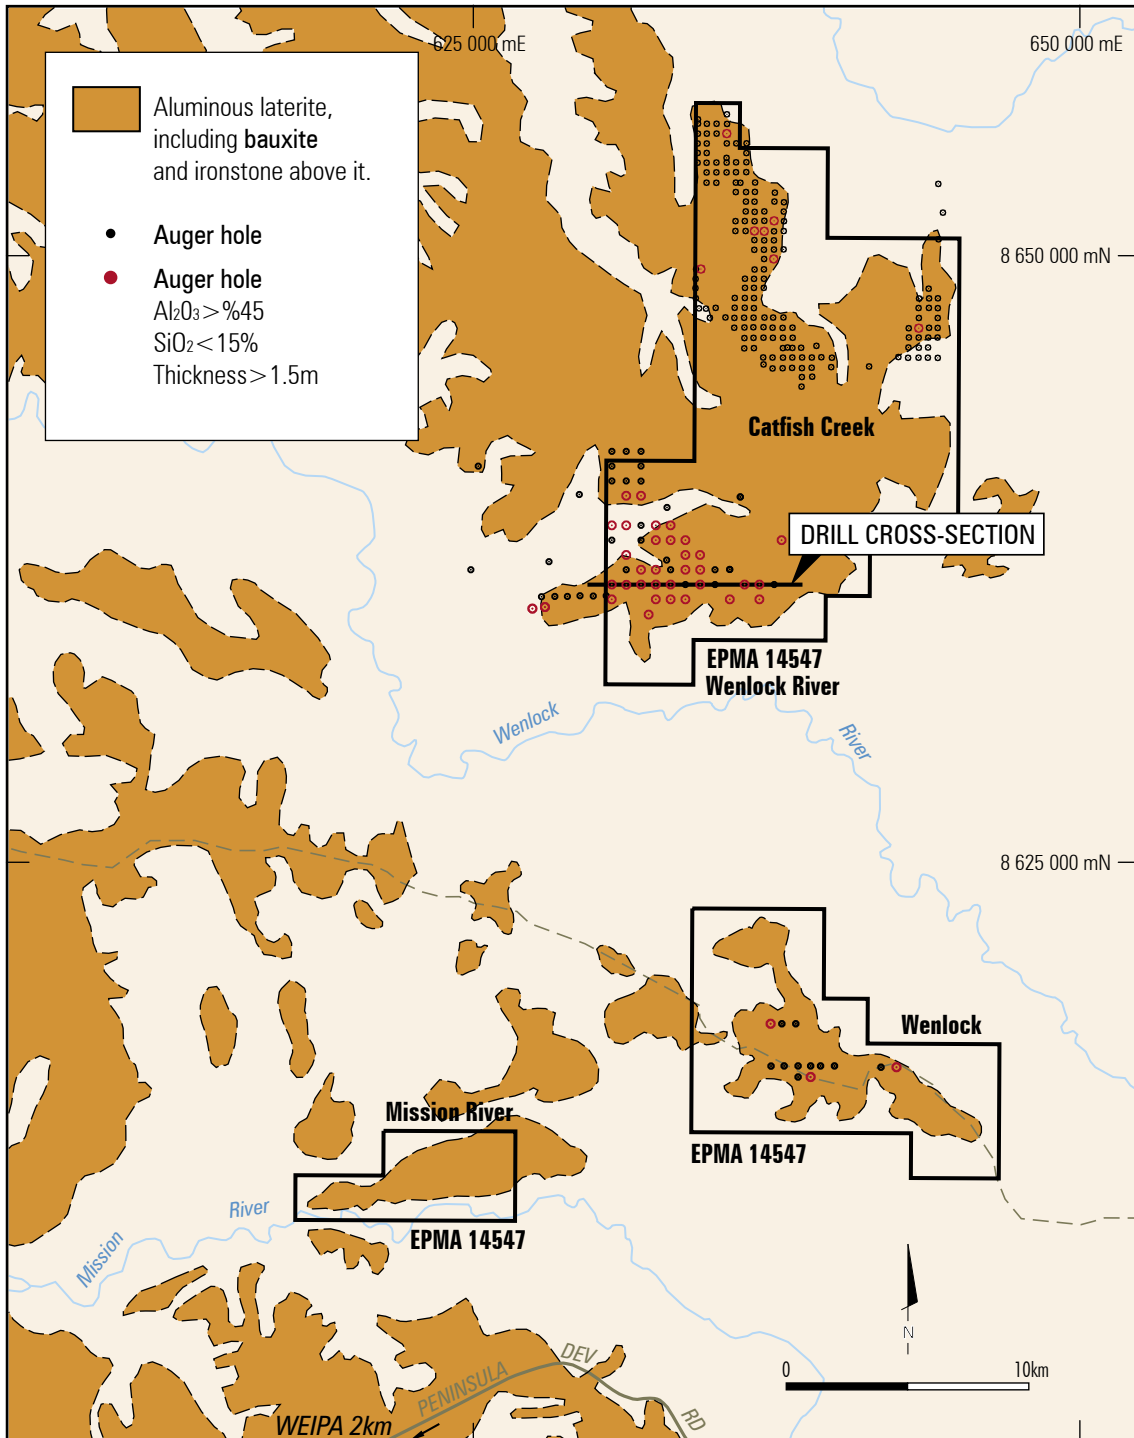 625 000 mE
650 000 mE
Aluminous laterite,
including bauxite
and ironstone above it.
Auger hole
Auger hole
Al₂O₃>%45
SiO₂<15%
Thickness>1.5m
8 650 000 mN
Catfish Creek
DRILL CROSS-SECTION
EPMA 14547
Wenlock River
Wenlock
River
8 625 000 mN
Wenlock
Mission River
EPMA 14547
River
EPMA 14547
Mission
N
0
10km
PENINSULA
DEV
RD
WEIPA 2km